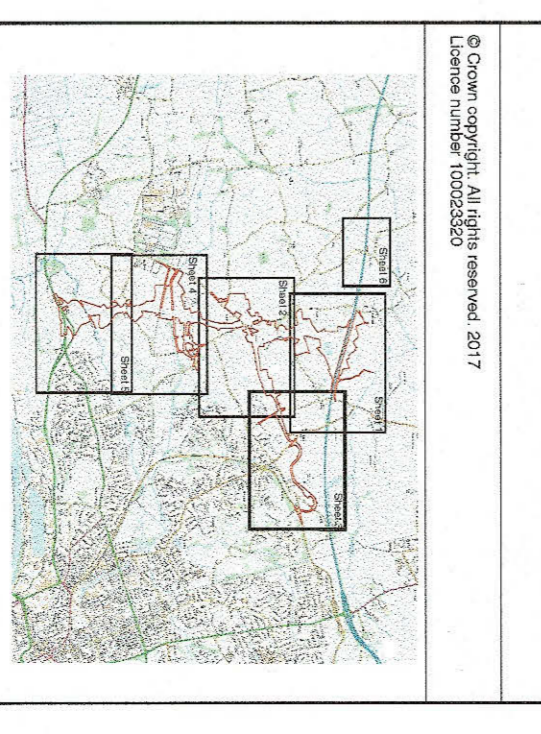 © Crown copyright. All rights reserved. 2017
Licence number 100023320
Sheet 6
Sheet 1
Sheet 3
Sheet 2
Sheet 4
Sheet 5